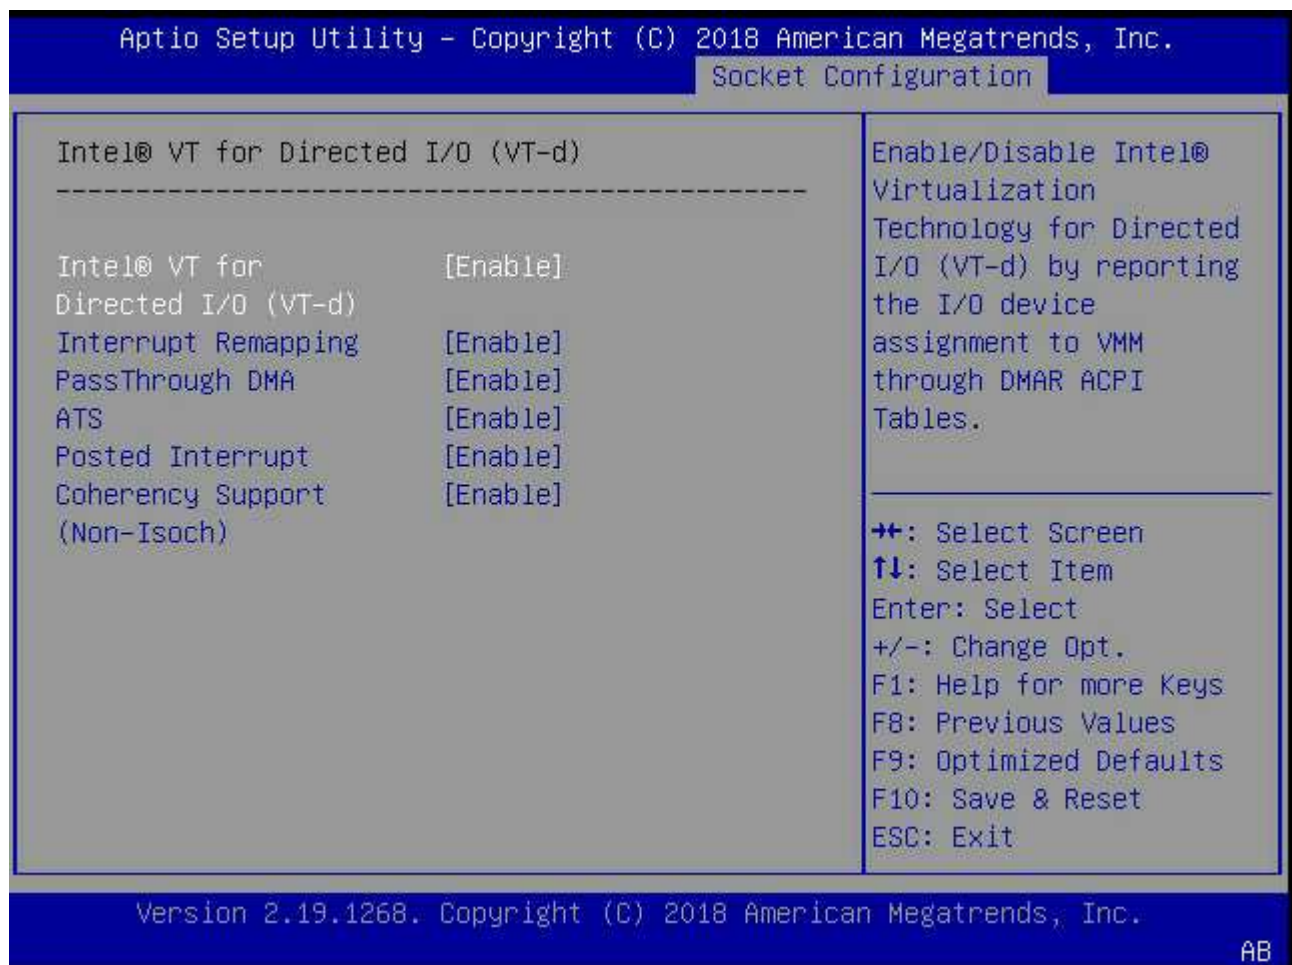 Aptio Setup Utility – Copyright (C) 2018 American Megatrends, Inc.
Socket Configuration
Intel® VT for Directed I/O (VT-d)
-----------------------------------------------
Intel® VT for [Enable]
Directed I/O (VT-d)
Interrupt Remapping [Enable]
PassThrough DMA [Enable]
ATS [Enable]
Posted Interrupt [Enable]
Coherency Support [Enable]
(Non-Isoch)
Enable/Disable Intel®
Virtualization
Technology for Directed
I/O (VT-d) by reporting
the I/O device
assignment to VMM
through DMAR ACPI
Tables.
→←: Select Screen
↑↓: Select Item
Enter: Select
+/-: Change Opt.
F1: Help for more Keys
F8: Previous Values
F9: Optimized Defaults
F10: Save & Reset
ESC: Exit
Version 2.19.1268. Copyright (C) 2018 American Megatrends, Inc.
AB